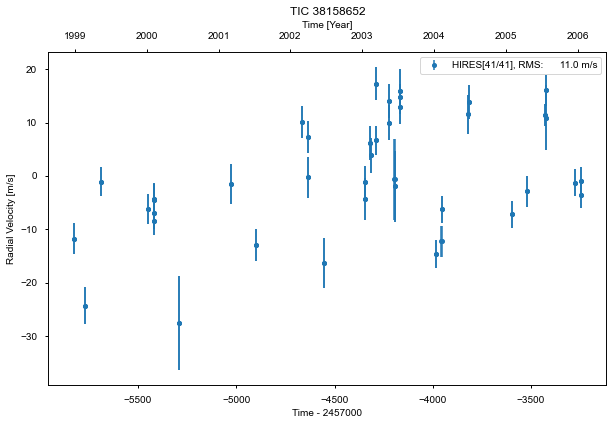 TIC 38158652
Time [Year]
1999 2000 2001 2002 2003 2004 2005 2006
HIRES[41/41], RMS: 11.0 m/s
20
10
0
−10
−20
−30
Radial Velocity [m/s]
−5500 −5000 −4500 −4000 −3500
Time - 2457000